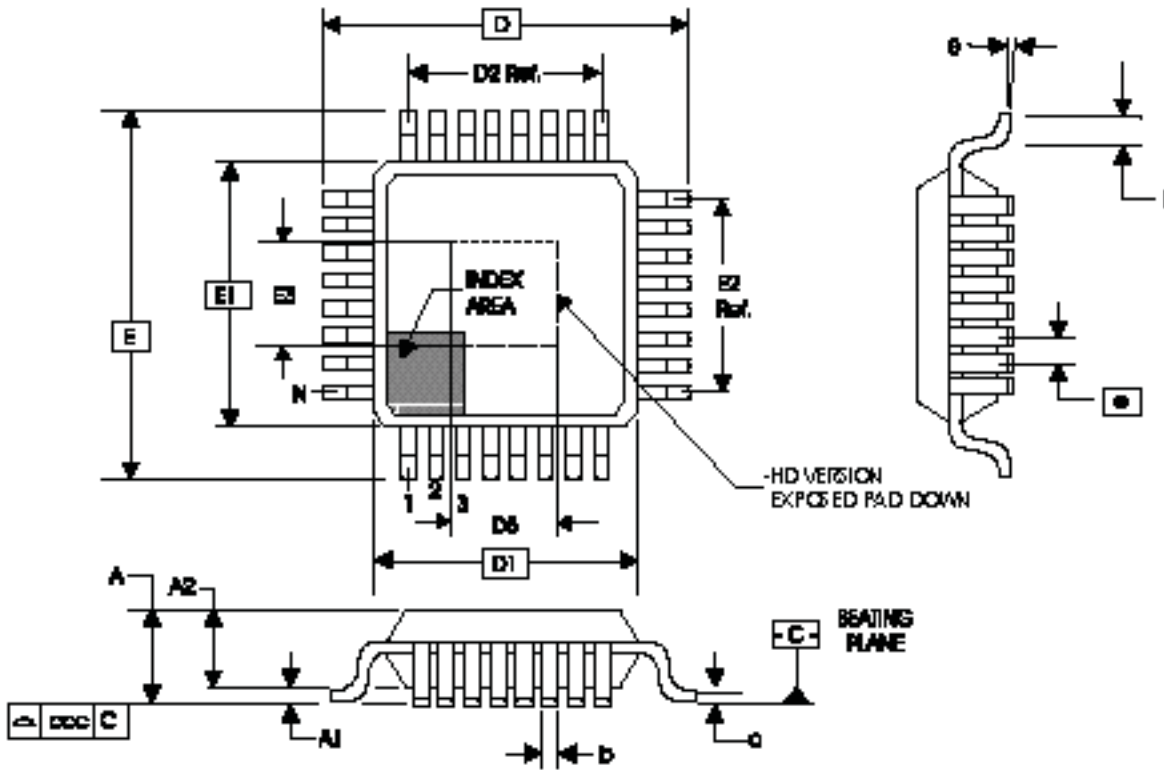 D
D2 Ref.
θ
E1
E3
INDEX
AREA
E2
Ref.
E
N
e
1
2
3
-HD VERSION
EXPOSED PAD DOWN
D3
D1
A
A2
- C -
SEATING
PLANE
ccc C
A1
b
c